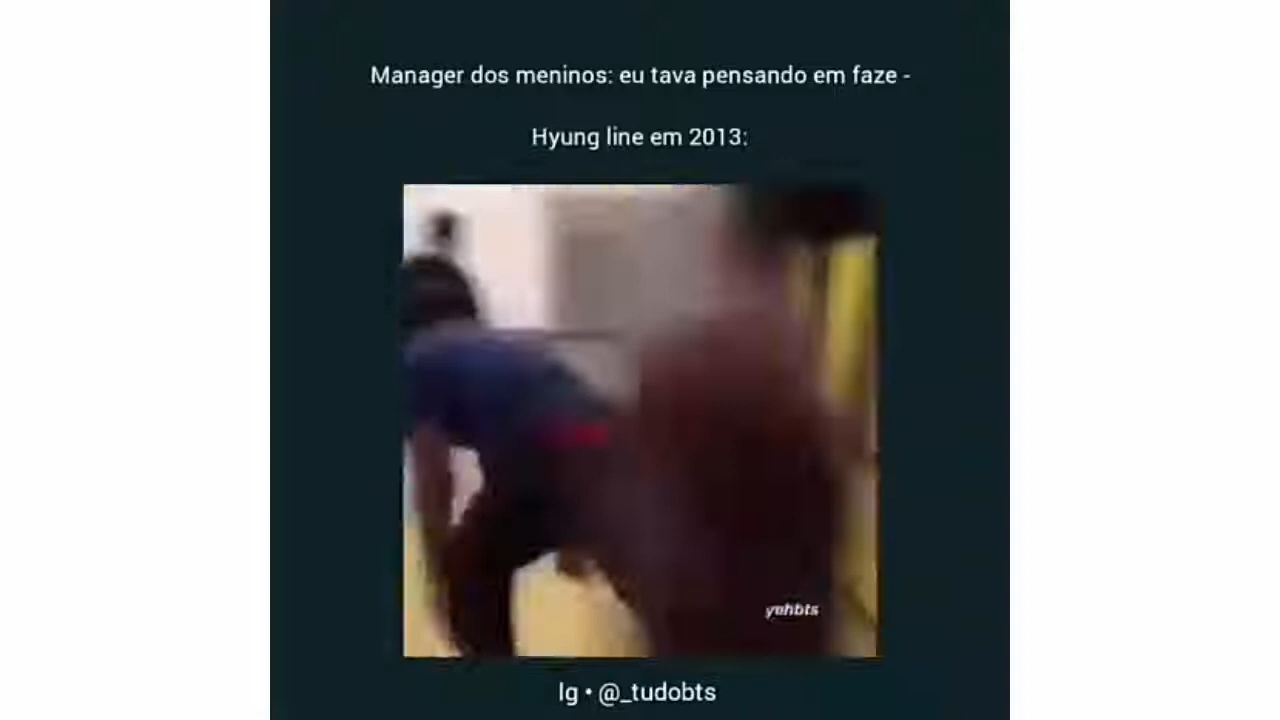 Manager dos meninos: eu tava pensando em faze -
Hyung line em 2013:
yehbts
Ig • @_tudobts